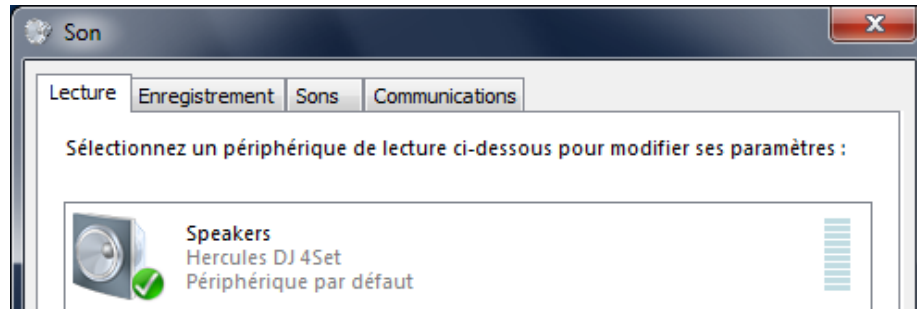 Son
Lecture Enregistrement Sons Communications
Sélectionnez un périphérique de lecture ci-dessous pour modifier ses paramètres :
Speakers
Hercules DJ 4Set
Périphérique par défaut